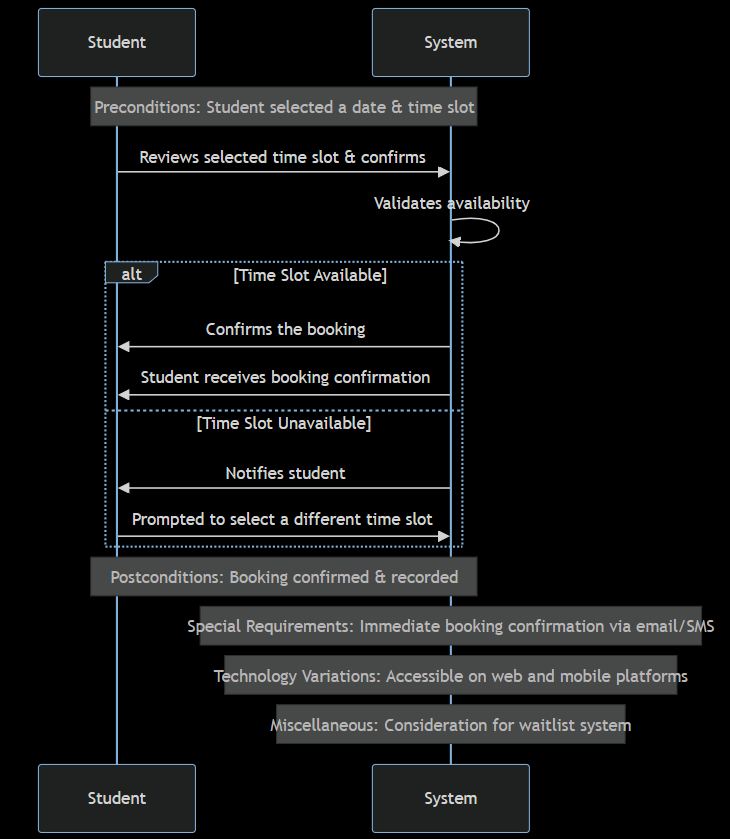 Student
System
Preconditions: Student selected a date & time slot
Reviews selected time slot & confirms
Validates availability
alt
[Time Slot Available]
Confirms the booking
Student receives booking confirmation
[Time Slot Unavailable]
Notifies student
Prompted to select a different time slot
Postconditions: Booking confirmed & recorded
Special Requirements: Immediate booking confirmation via email/SMS
Technology Variations: Accessible on web and mobile platforms
Miscellaneous: Consideration for waitlist system
Student
System